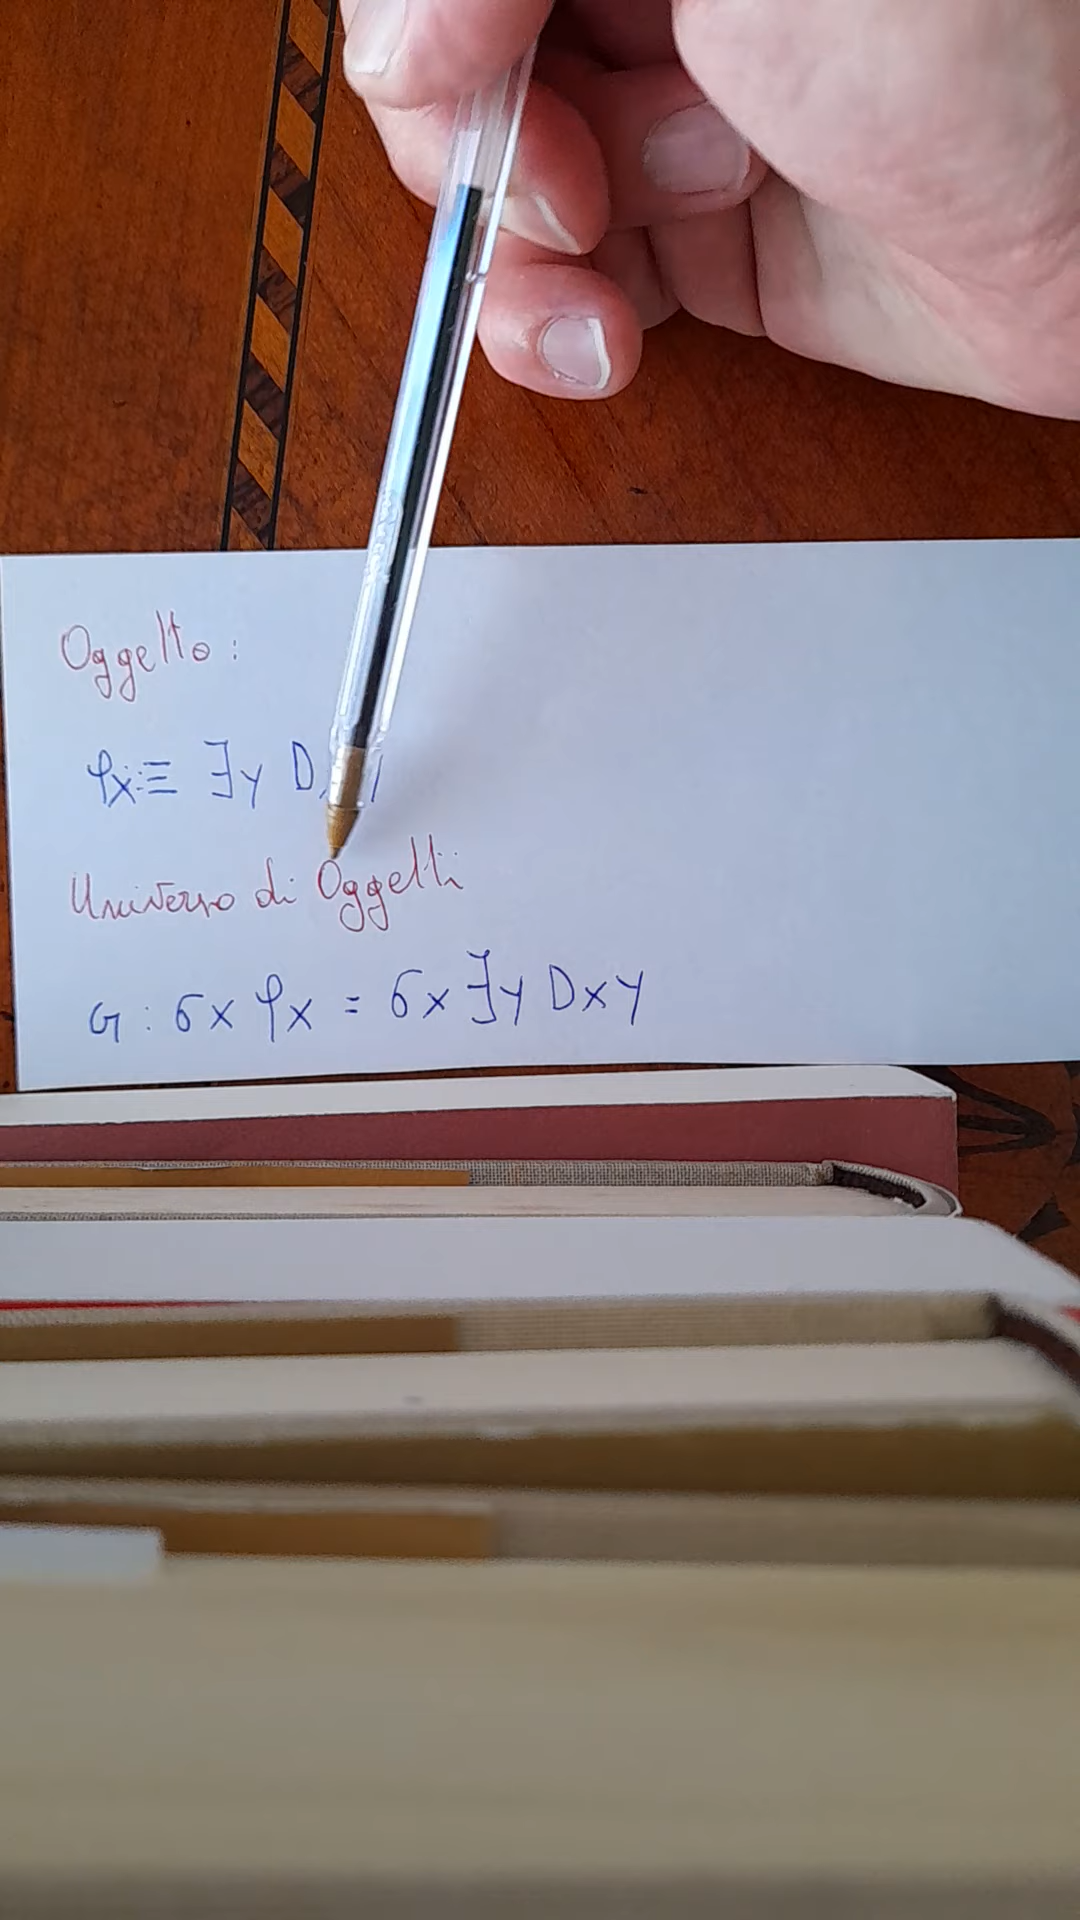 Oggetto:
φx:≡ ∃y D
Universo di Oggetti
G: σx φx = σx ∃y Dxy